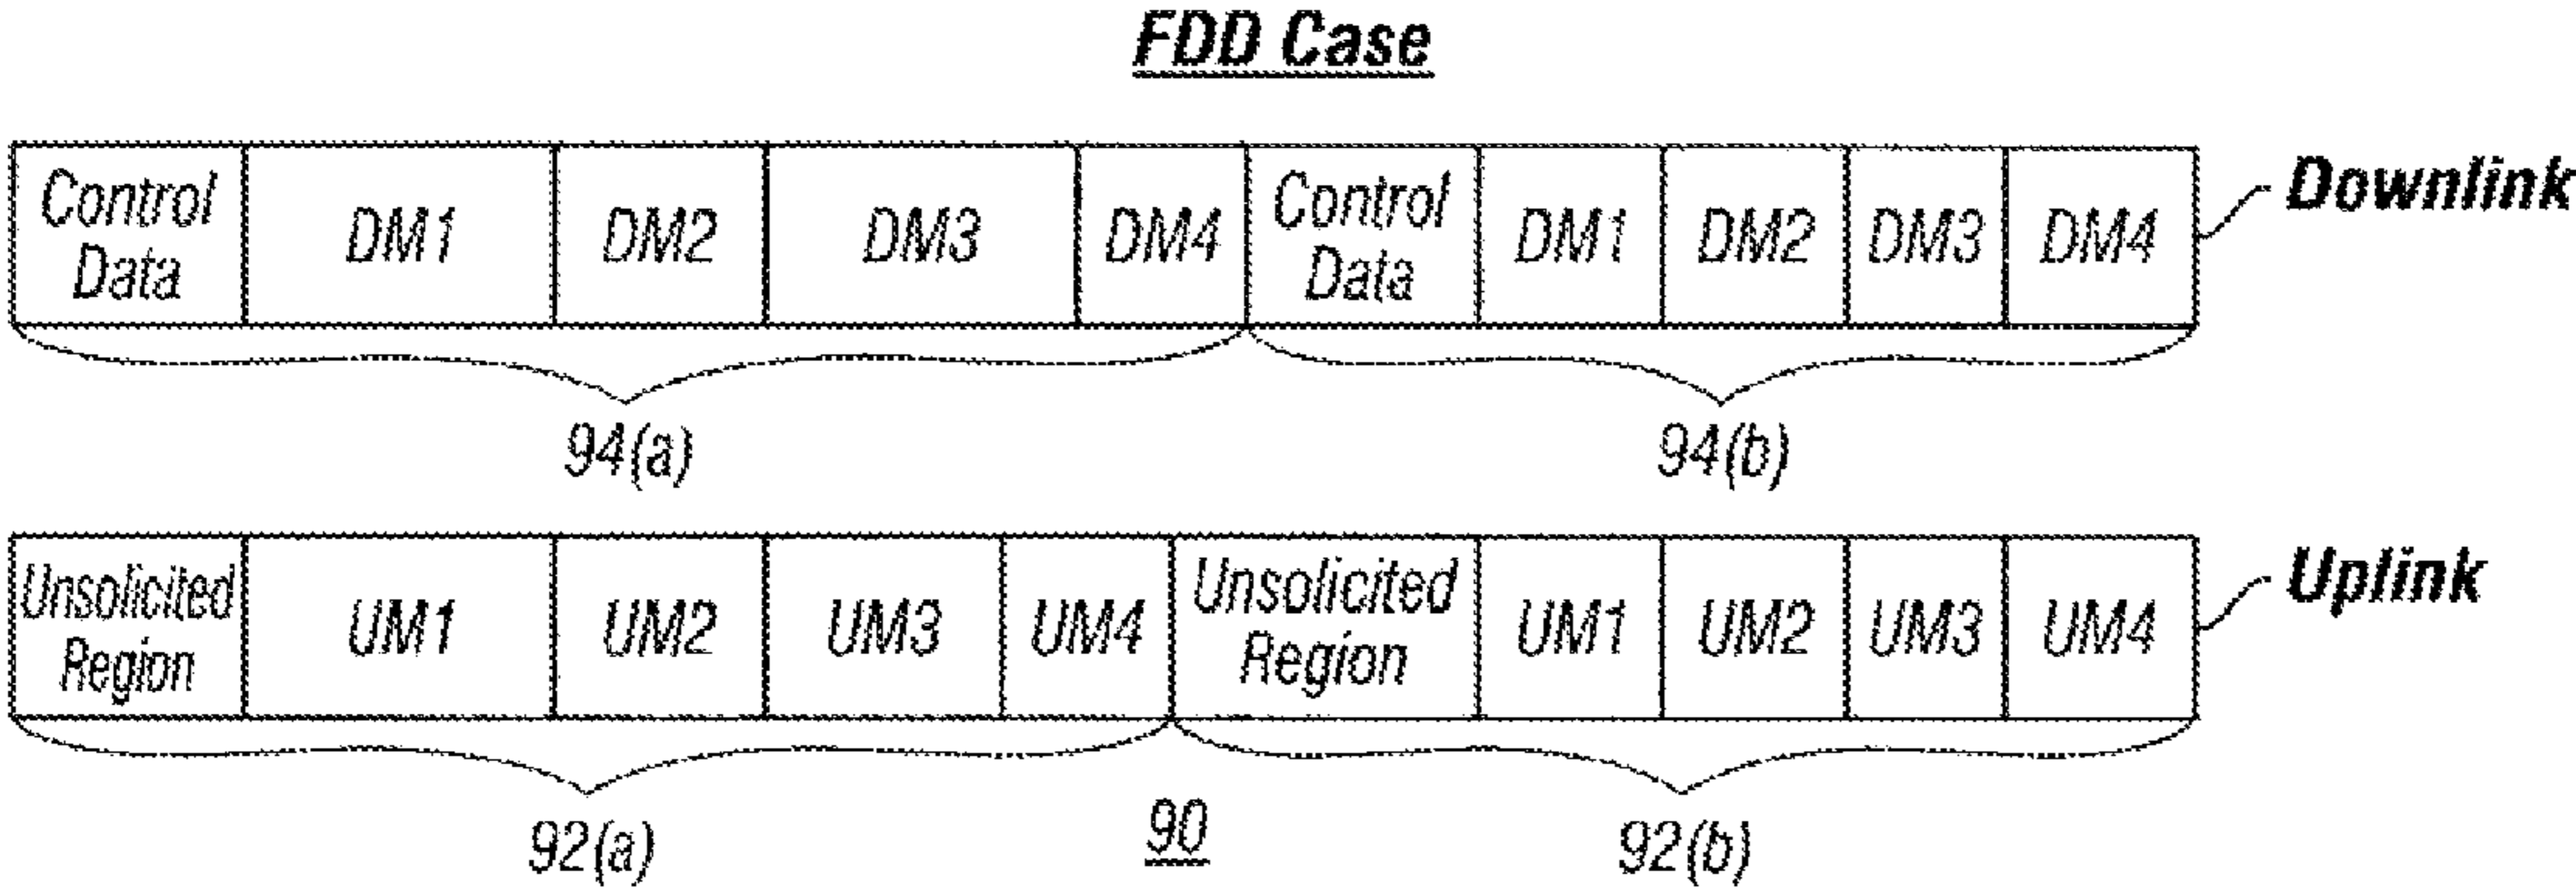 FDD Case
Control Data DM1 DM2 DM3 DM4 Control Data DM1 DM2 DM3 DM4 Downlink
94(a) 94(b)
Unsolicited Region UM1 UM2 UM3 UM4 Unsolicited Region UM1 UM2 UM3 UM4 Uplink
92(a) 90 92(b)